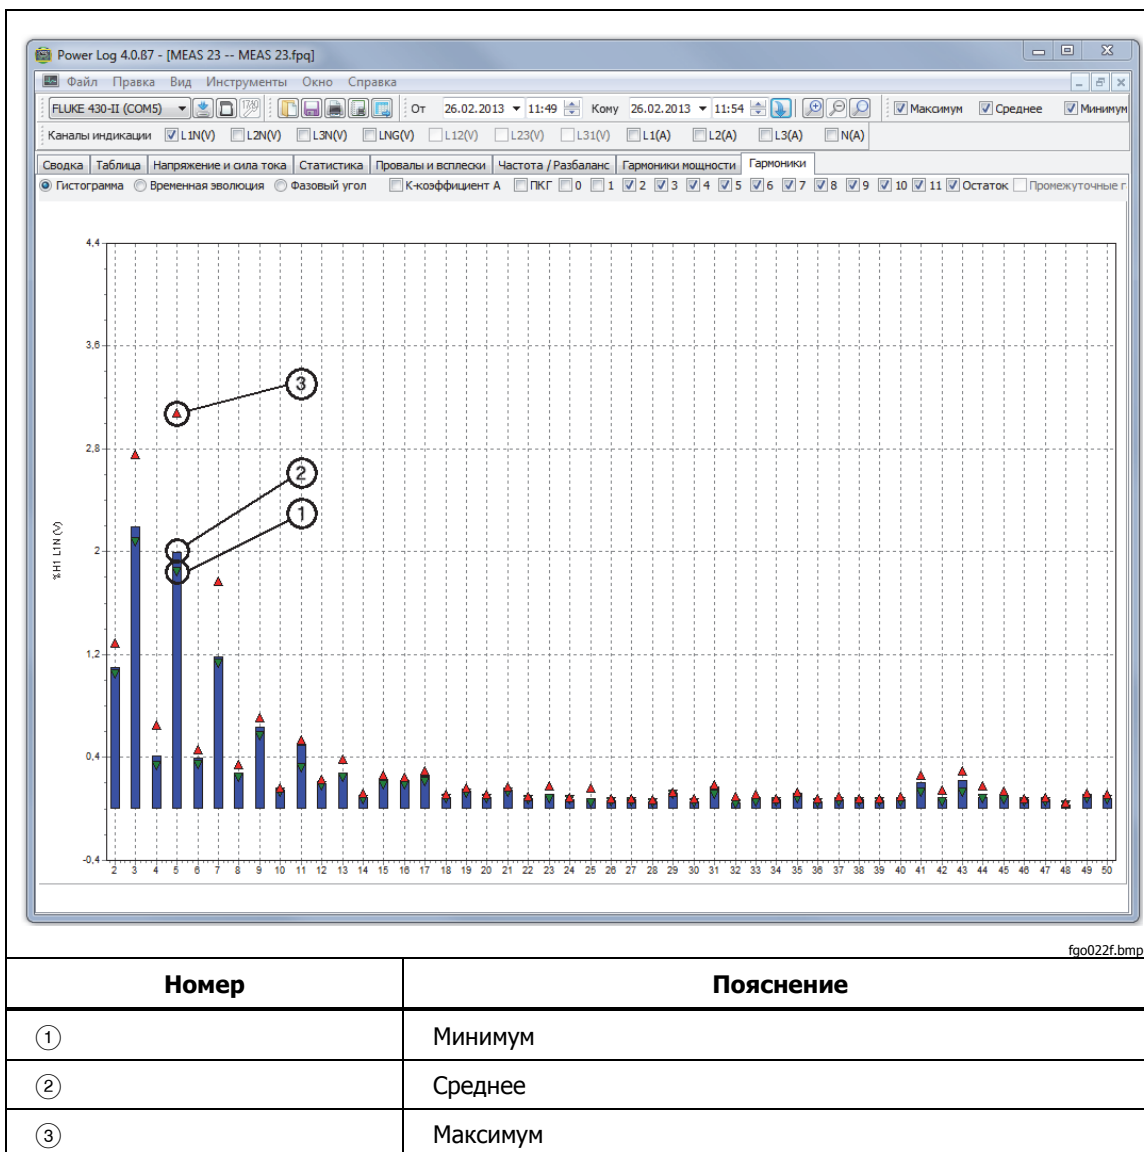 Power Log 4.0.87 - [MEAS 23 -- MEAS 23.fpq]
Файл Правка Вид Инструменты Окно Справка
FLUKE 430-II (COM5) От 26.02.2013 11:49 Кому 26.02.2013 11:54 Максимум Среднее Минимум
Каналы индикации L1N(V) L2N(V) L3N(V) LNG(V) L12(V) L23(V) L31(V) L1(A) L2(A) L3(A) N(A)
Сводка Таблица Напряжение и сила тока Статистика Провалы и всплески Частота / Разбаланс Гармоники мощности Гармоники
Гистограмма Временная эволюция Фазовый угол К-коэффициент A ПКГ 0 1 2 3 4 5 6 7 8 9 10 11 Остаток Промежуточные г
4,4
3,6
3
2,8
2
1
2
%H1 L1N (V)
1,2
0,4
-0,4
2 3 4 5 6 7 8 9 10 11 12 13 14 15 16 17 18 19 20 21 22 23 24 25 26 27 28 29 30 31 32 33 34 35 36 37 38 39 40 41 42 43 44 45 46 47 48 49 50
fgo022f.bmp
Номер Пояснение
1 Минимум
2 Среднее
3 Максимум